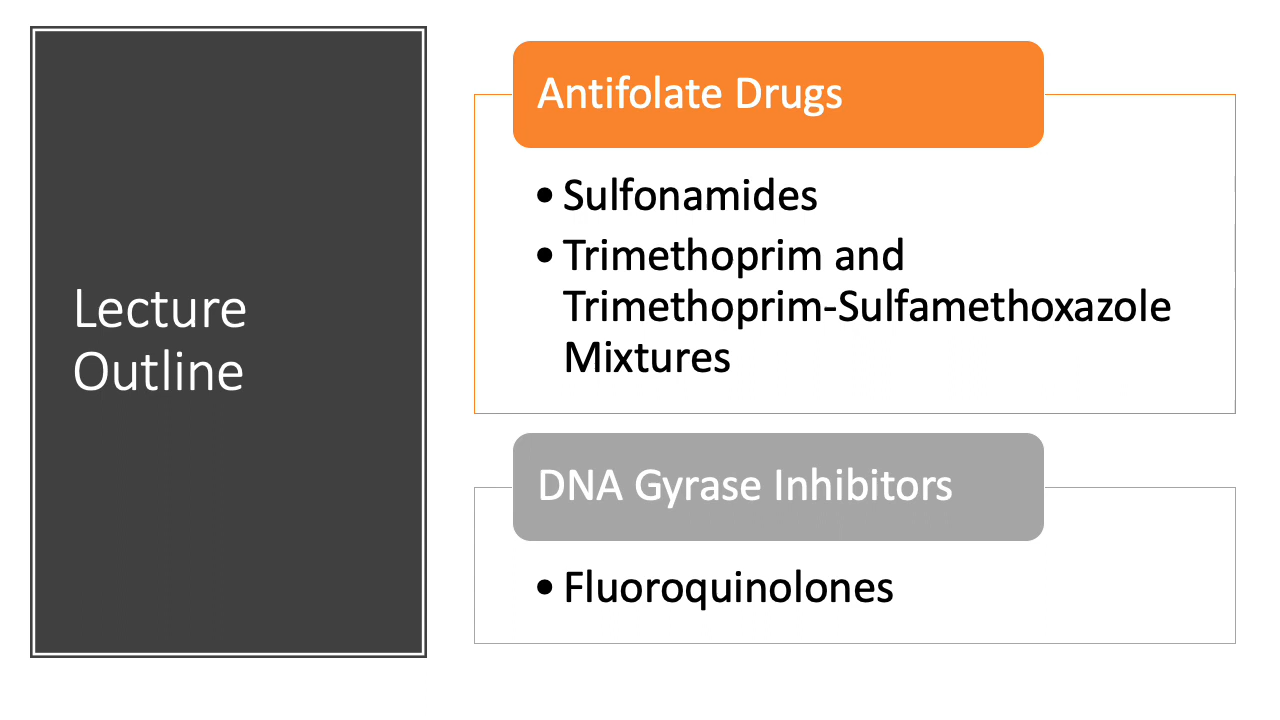 Lecture
Outline
Antifolate Drugs
• Sulfonamides
• Trimethoprim and
Trimethoprim-Sulfamethoxazole
Mixtures
DNA Gyrase Inhibitors
• Fluoroquinolones